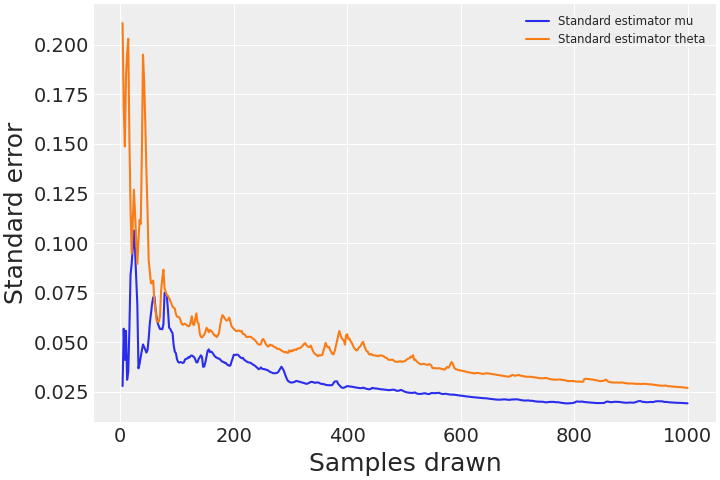 Standard estimator mu
Standard estimator theta
0.200
0.175
0.150
0.125
0.100
0.075
0.050
0.025
Standard error
0 200 400 600 800 1000
Samples drawn